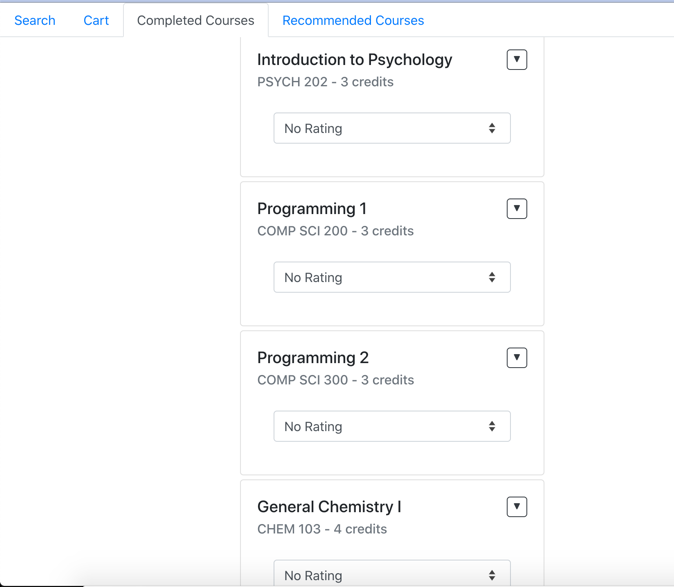 Search Cart Completed Courses Recommended Courses
Introduction to Psychology
PSYCH 202 - 3 credits
No Rating
Programming 1
COMP SCI 200 - 3 credits
No Rating
Programming 2
COMP SCI 300 - 3 credits
No Rating
General Chemistry I
CHEM 103 - 4 credits
No Rating